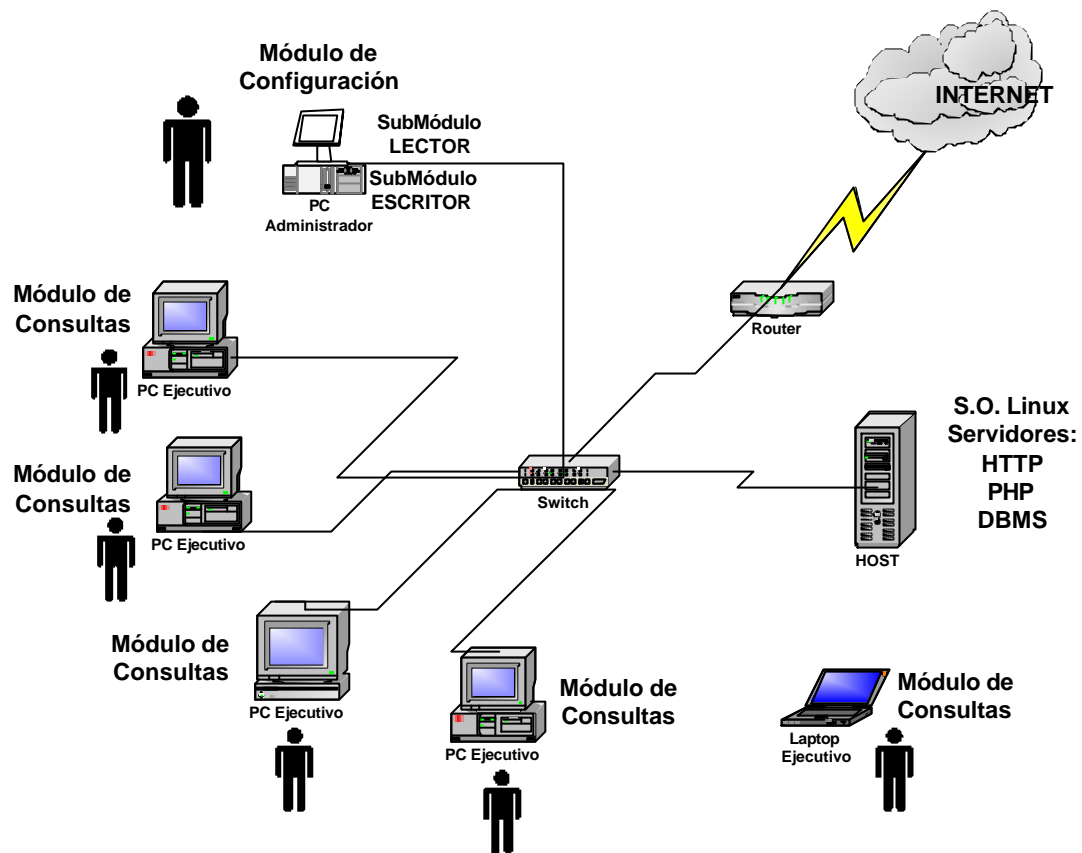 Módulo de
Configuración
SubMódulo
LECTOR
SubMódulo
ESCRITOR
PC
Administrador
INTERNET
Router
Módulo de
Consultas
PC Ejecutivo
Módulo de
Consultas
PC Ejecutivo
Switch
S.O. Linux
Servidores:
HTTP
PHP
DBMS
HOST
Módulo de
Consultas
PC Ejecutivo
Módulo de
Consultas
PC Ejecutivo
Módulo de
Consultas
Laptop
Ejecutivo